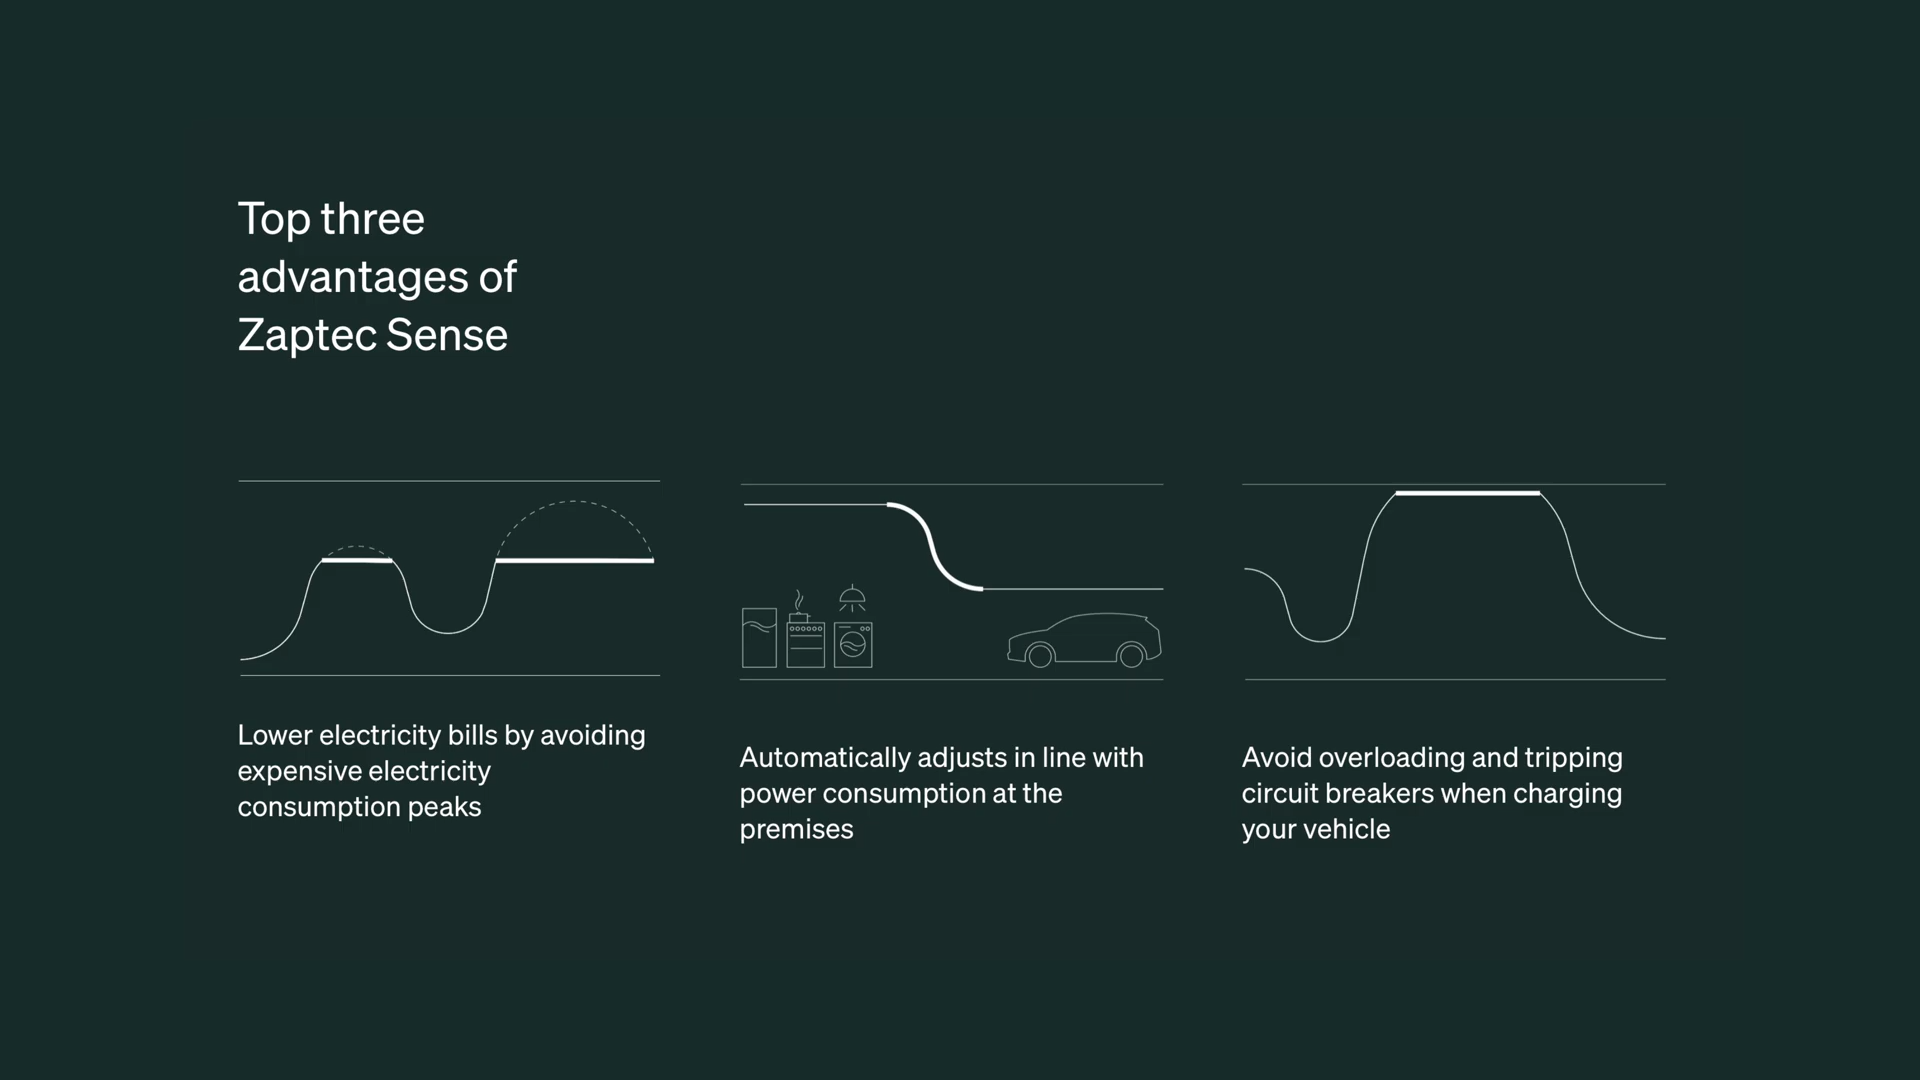 Top three
advantages of
Zaptec Sense
Lower electricity bills by avoiding
expensive electricity
consumption peaks
Automatically adjusts in line with
power consumption at the
premises
Avoid overloading and tripping
circuit breakers when charging
your vehicle